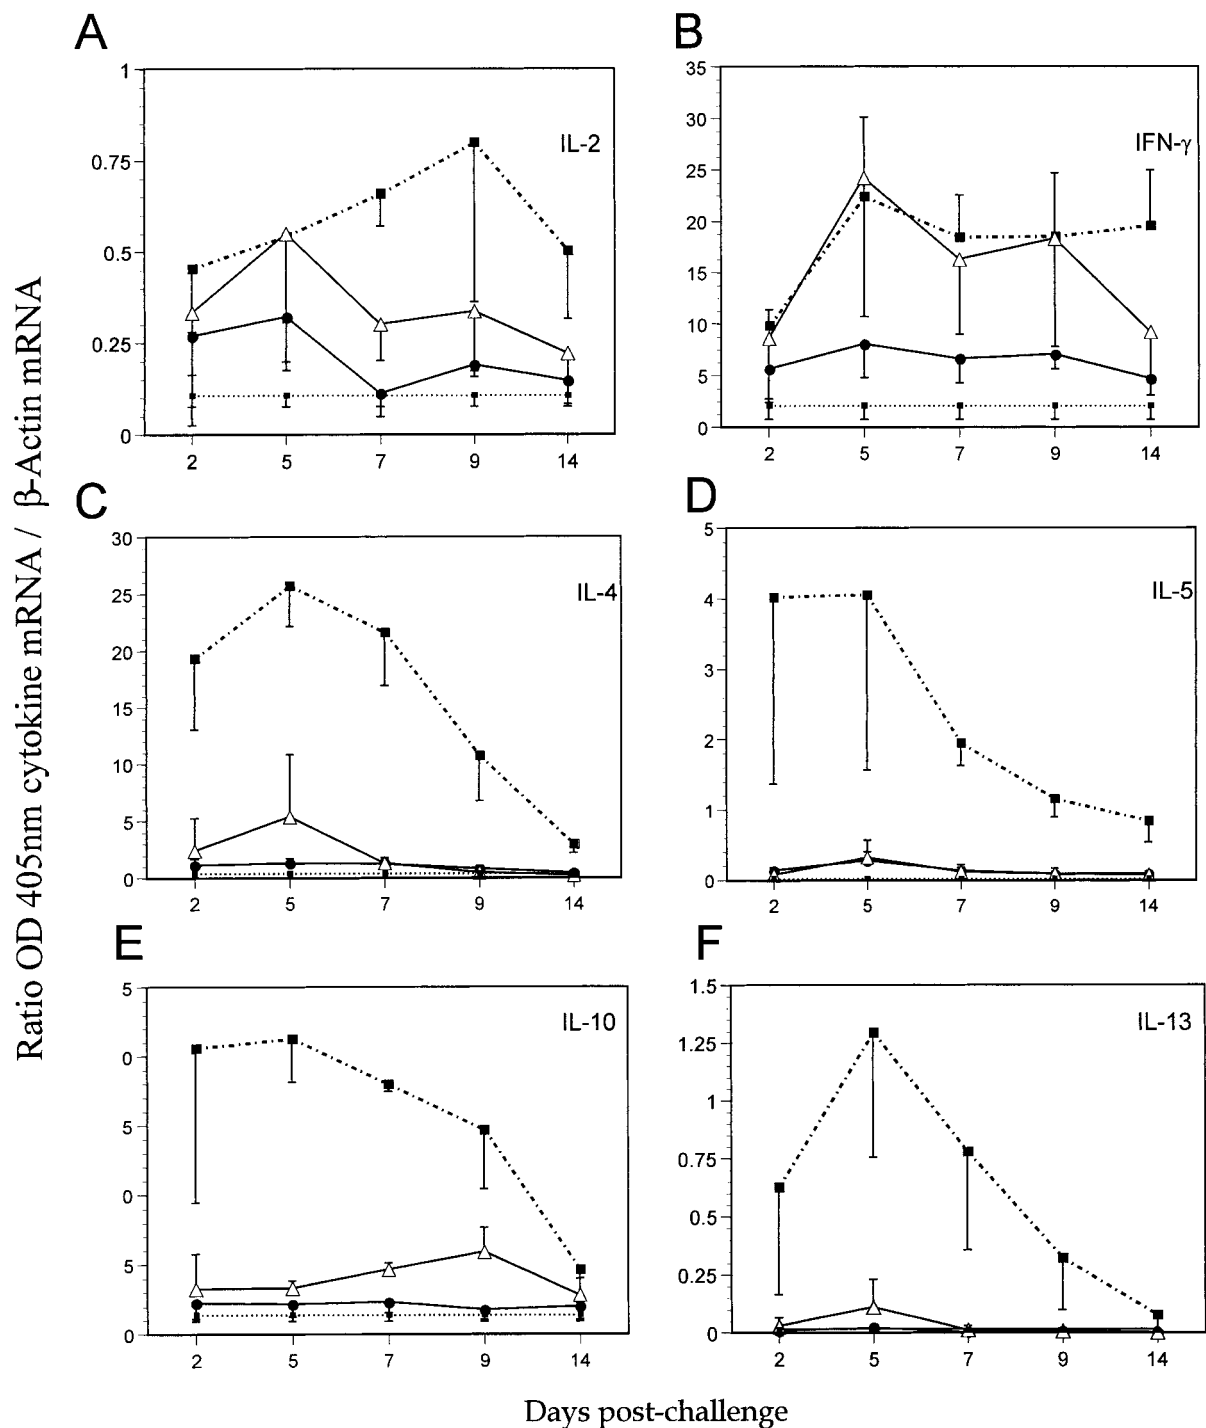 A
1
0.75
0.5
0.25
0
IL-2
2 5 7 9 14
B
35
30
25
20
15
10
5
0
IFN-γ
2 5 7 9 14
Ratio OD 405nm cytokine mRNA / β-Actin mRNA
C
30
25
20
15
10
5
0
IL-4
2 5 7 9 14
D
5
4
3
2
1
0
IL-5
2 5 7 9 14
E
5
0
5
0
5
0
IL-10
2 5 7 9 14
F
1.5
1.25
1
0.75
0.5
0.25
0
IL-13
2 5 7 9 14
Days post-challenge